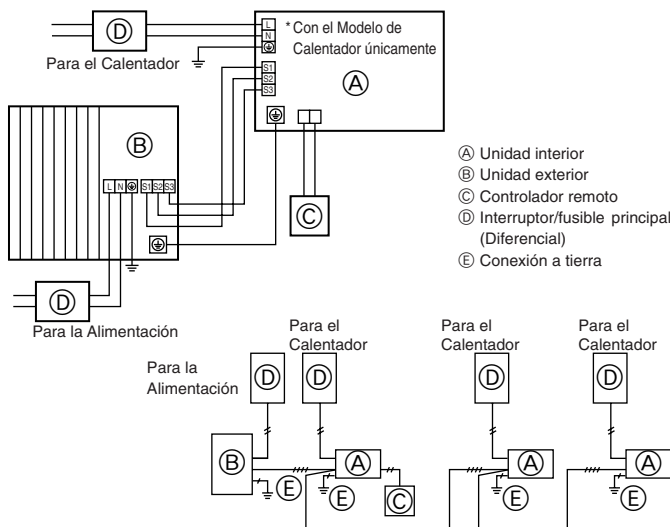 D
Para el Calentador
L
N
* Con el Modelo de
Calentador únicamente
S1
S2
S3
A
B
L N S1 S2 S3
C
D
Para la Alimentación
A Unidad interior
B Unidad exterior
C Controlador remoto
D Interruptor/fusible principal
(Diferencial)
E Conexión a tierra
Para la
Alimentación
Para el
Calentador
Para el
Calentador
Para el
Calentador
D
D
D
D
B
E
A
E
C
A
E
A
E